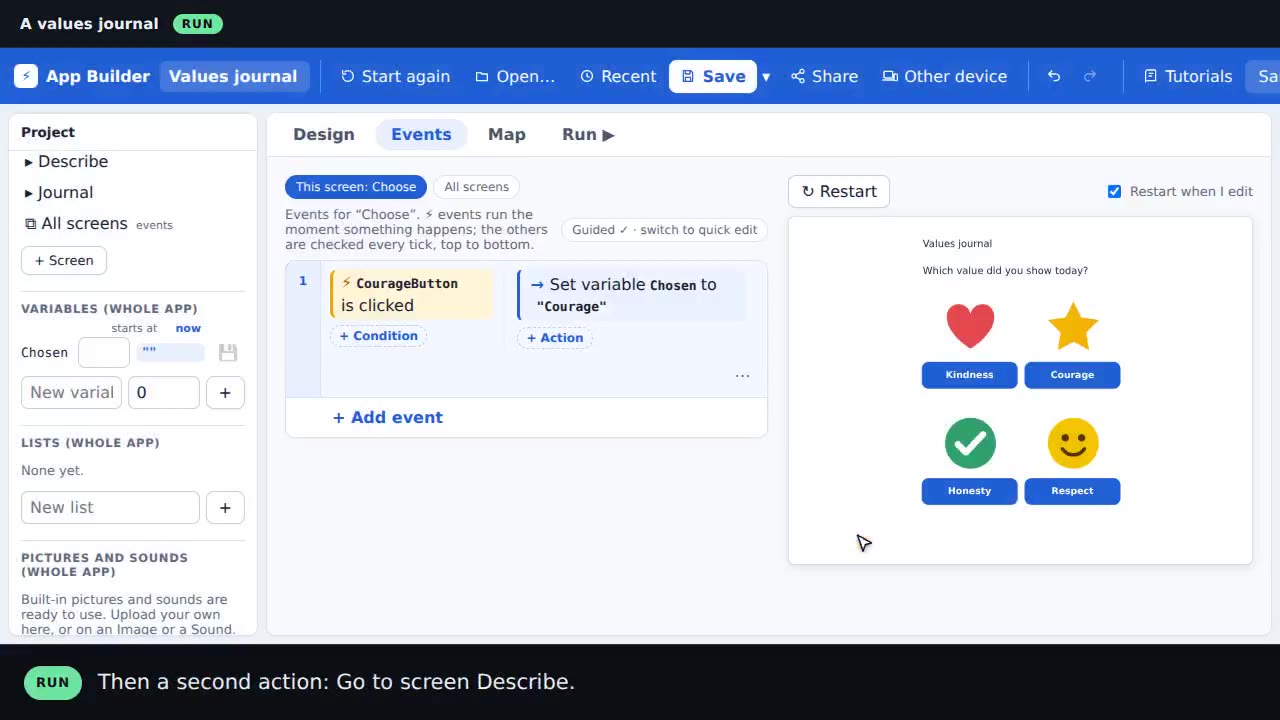 A values journal RUN
App Builder Values journal Start again Open… Recent Save ▾ Share Other device Tutorials Sa
Project
▸ Describe
▸ Journal
All screens events
+ Screen
VARIABLES (WHOLE APP)
starts at now
Chosen ""
New varial 0 +
LISTS (WHOLE APP)
None yet.
New list +
PICTURES AND SOUNDS
(WHOLE APP)
Built-in pictures and sounds are
ready to use. Upload your own
here, or on an Image or a Sound.
Design Events Map Run ▶
This screen: Choose All screens
Events for “Choose”. ⚡ events run the
moment something happens; the others
are checked every tick, top to bottom.
Guided ✓ · switch to quick edit
1
⚡ CourageButton
is clicked
+ Condition
→ Set variable Chosen to
"Courage"
+ Action
…
+ Add event
↻ Restart
Restart when I edit
Values journal
Which value did you show today?
Kindness Courage
Honesty Respect
RUN Then a second action: Go to screen Describe.